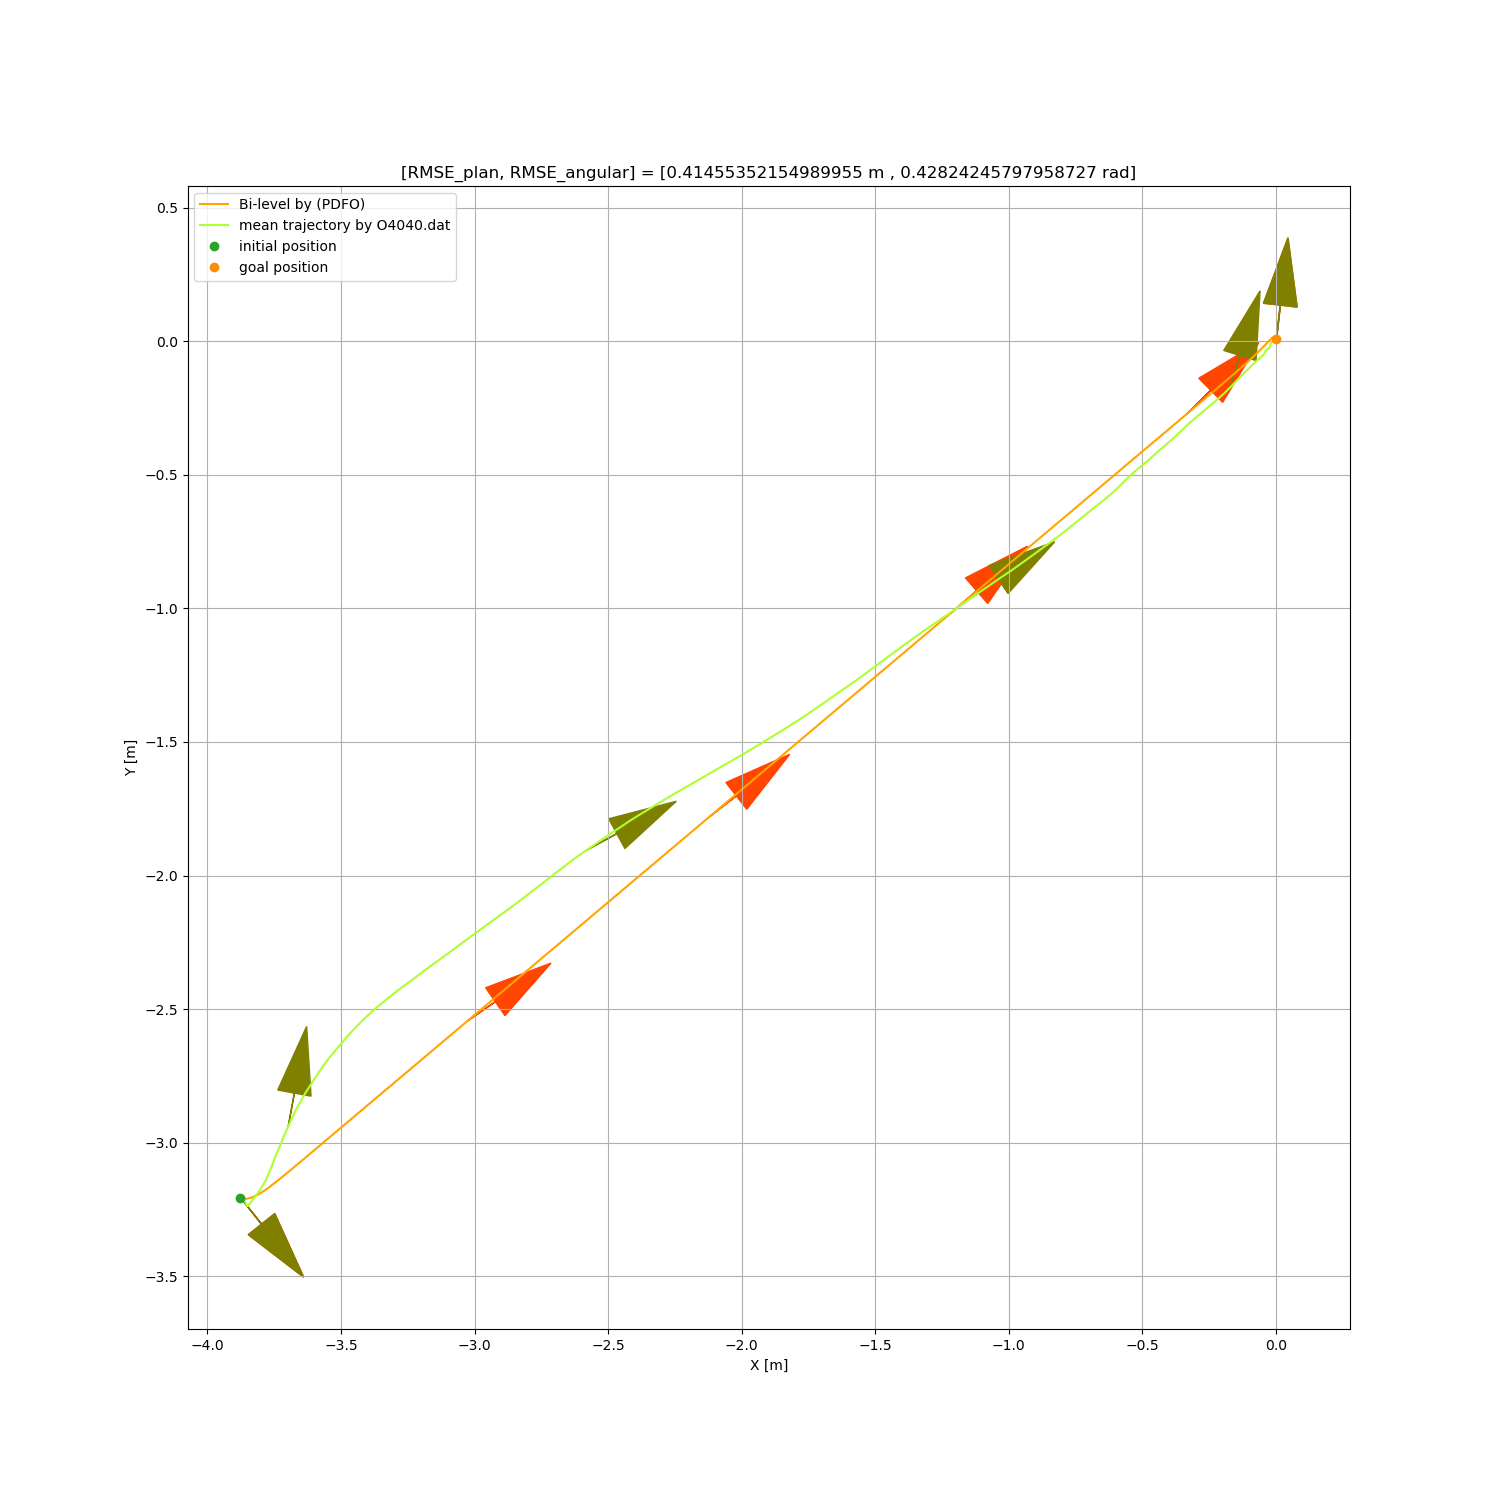 [RMSE_plan, RMSE_angular] = [0.41455352154989955 m , 0.42824245797958727 rad]
Bi-level by (PDFO)
mean trajectory by O4040.dat
initial position
goal position
0.5
0.0
−0.5
−1.0
−1.5
−2.0
−2.5
−3.0
−3.5
Y [m]
−4.0 −3.5 −3.0 −2.5 −2.0 −1.5 −1.0 −0.5 0.0
X [m]